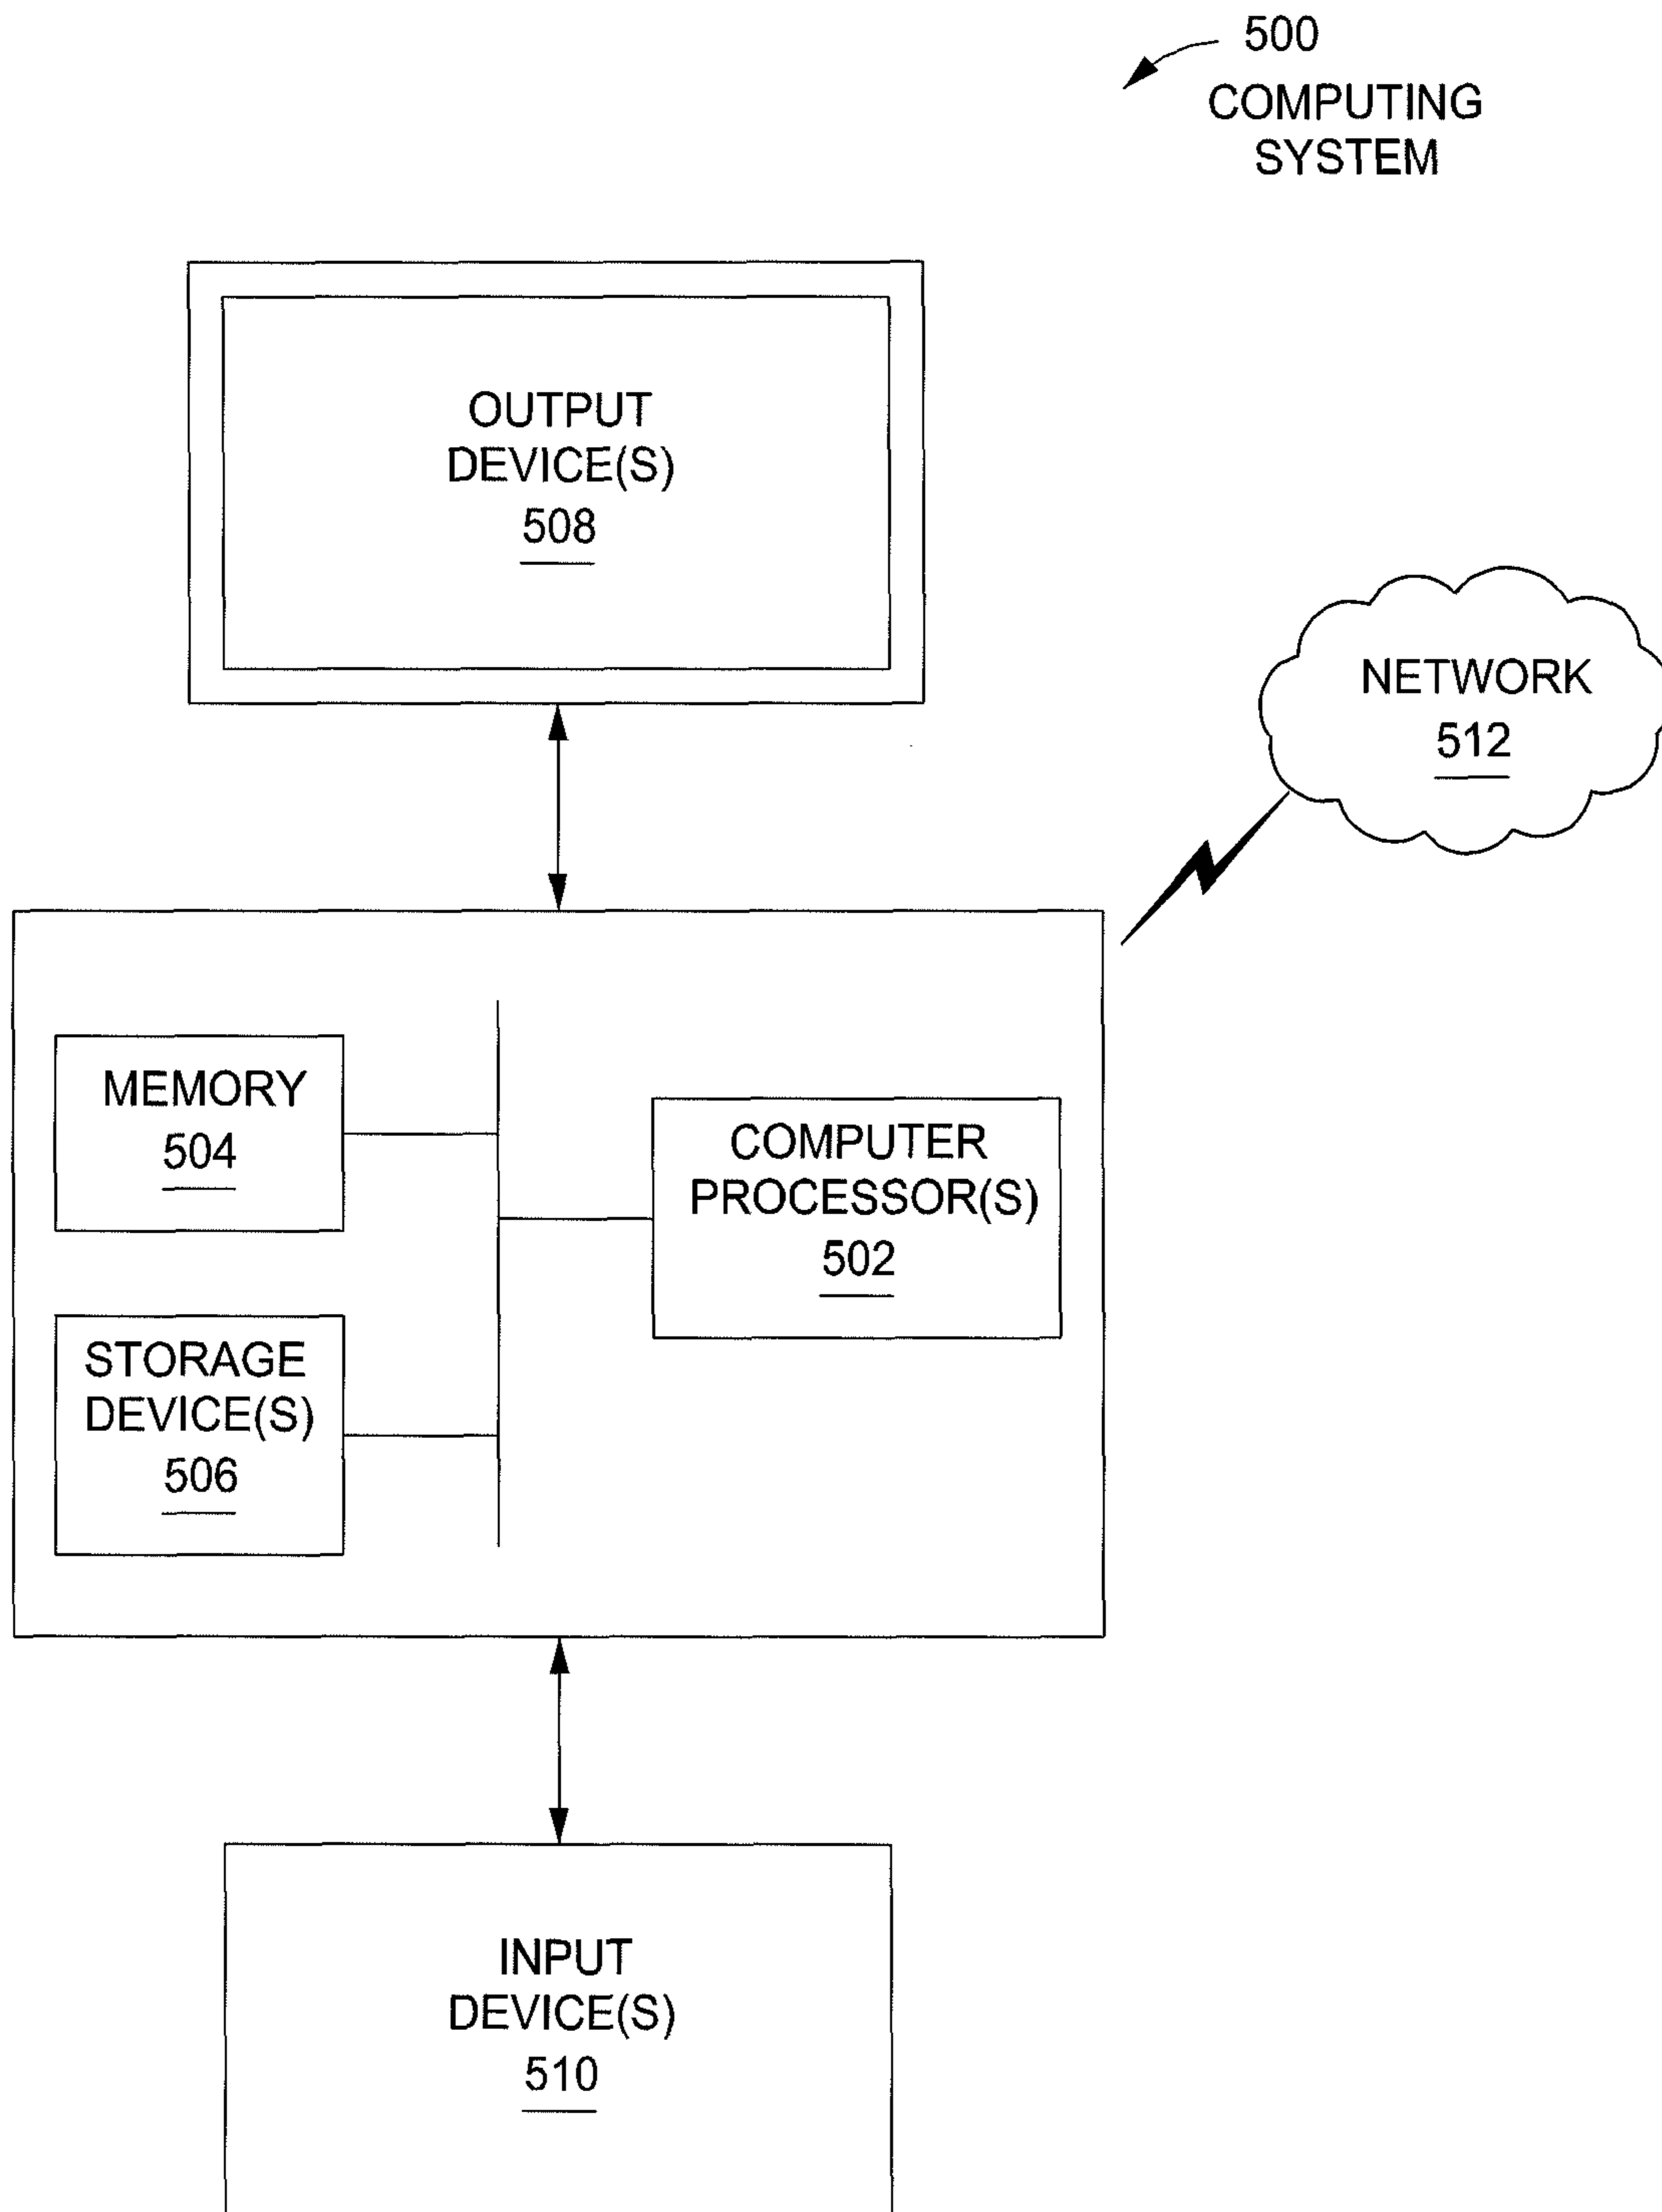 500
COMPUTING
SYSTEM
OUTPUT
DEVICE(S)
508
NETWORK
512
MEMORY
504
COMPUTER
PROCESSOR(S)
502
STORAGE
DEVICE(S)
506
INPUT
DEVICE(S)
510